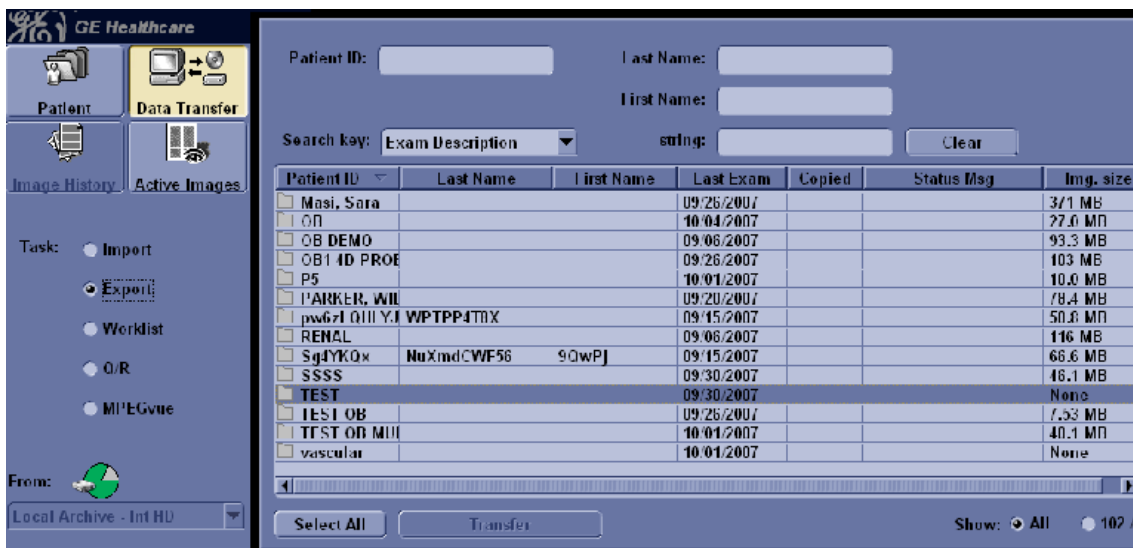 GE Healthcare
Patient
Data Transfer
Image History
Active Images
Task:
Import
Export
Worklist
Q/R
MPEGvue
From:
Local Archive - Int HD
Patient ID:
Last Name:
First Name:
Search key: Exam Description string: Clear
Patient ID Last Name First Name Last Exam Copied Status Msg Img. size
Masi, Sara 09/26/2007 371 MB
OB 10/04/2007 27.0 MB
OB DEMO 09/06/2007 93.3 MB
OB1 4D PROB 09/26/2007 103 MB
P5 10/01/2007 10.0 MB
PARKER, WIL 09/20/2007 78.4 MB
09/15/2007 50.8 MB
RENAL 09/06/2007 116 MB
Sq4YKQx NuXmdCWF56 9QwPJ 09/15/2007 66.6 MB
SSSS 09/30/2007 46.1 MB
TEST 09/30/2007 None
TEST OB 09/26/2007 7.53 MB
TEST OB MUL 10/01/2007 40.1 MB
vascular 10/01/2007 None
Select All Transfer Show: All 102